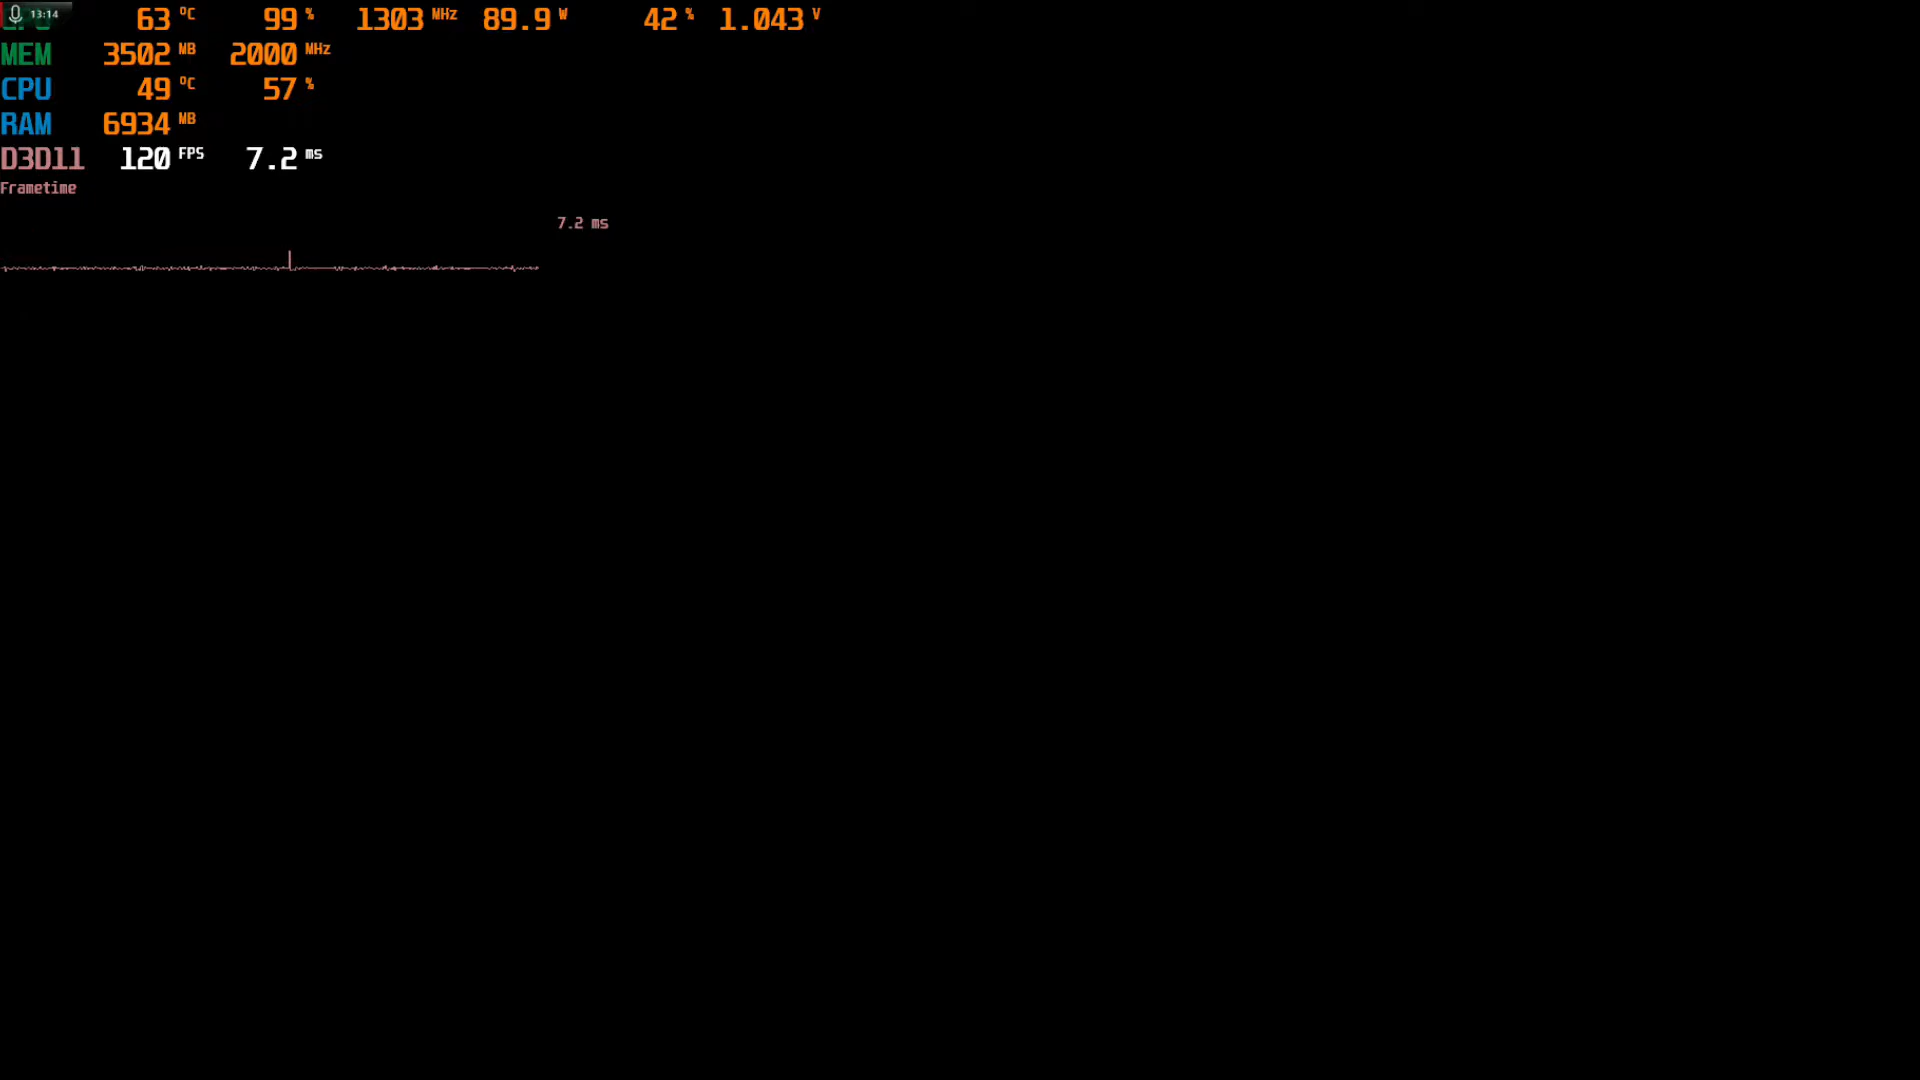 13:14 63 °C 99 % 1303 MHz 89.9 W 42 % 1.043 V
MEM 3502 MB 2000 MHz
CPU 49 °C 57 %
RAM 6934 MB
D3D11 120 FPS 7.2 ms
Frametime
7.2 ms